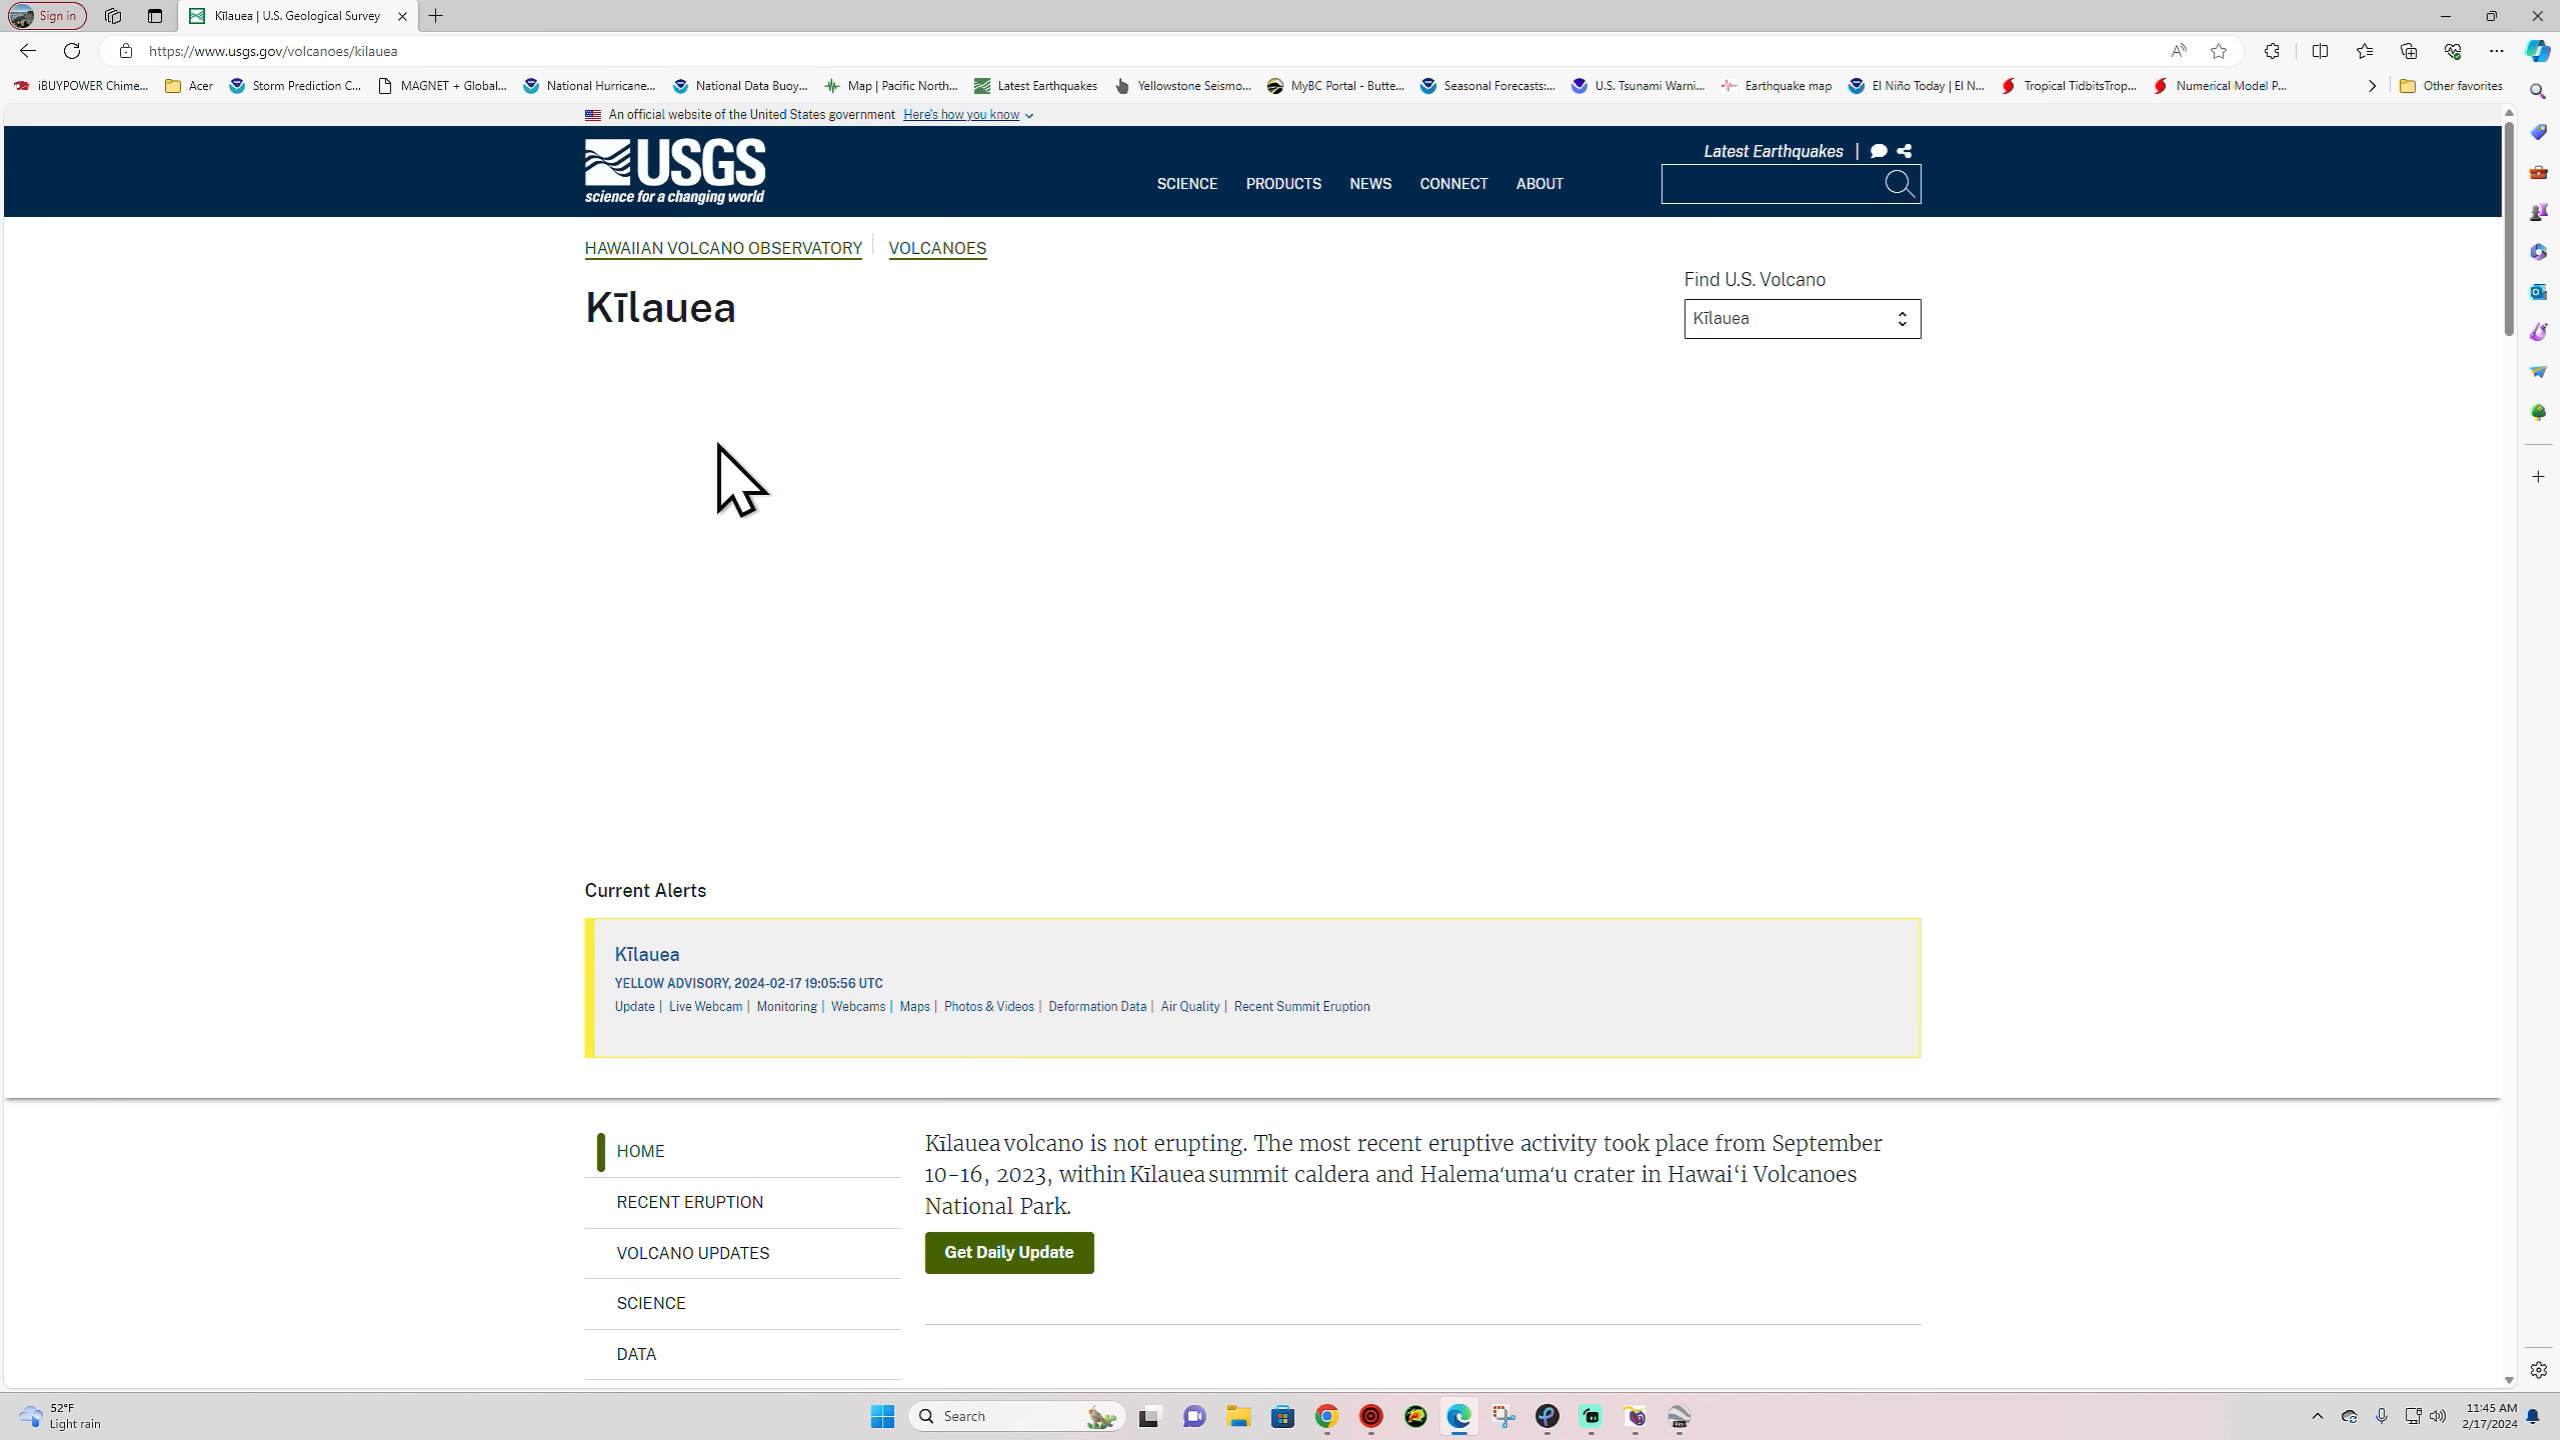 Sign in
Kīlauea | U.S. Geological Survey
https://www.usgs.gov/volcanoes/kilauea
iBUYPOWER Chime...
Acer
Storm Prediction C...
MAGNET + Global...
National Hurricane...
National Data Buoy...
Map | Pacific North...
Latest Earthquakes
Yellowstone Seismo...
MyBC Portal - Butte...
Seasonal Forecasts:...
U.S. Tsunami Warni...
Earthquake map
El Niño Today | El N...
Tropical TidbitsTrop...
Numerical Model P...
Other favorites
An official website of the United States government Here's how you know
USGS
science for a changing world
Latest Earthquakes |
SCIENCE PRODUCTS NEWS CONNECT ABOUT
HAWAIIAN VOLCANO OBSERVATORY
VOLCANOES
Kīlauea
Find U.S. Volcano
Kīlauea
Current Alerts
Kīlauea
YELLOW ADVISORY, 2024-02-17 19:05:56 UTC
Update | Live Webcam | Monitoring | Webcams | Maps | Photos & Videos | Deformation Data | Air Quality | Recent Summit Eruption
HOME
RECENT ERUPTION
VOLCANO UPDATES
SCIENCE
DATA
Kīlauea volcano is not erupting. The most recent eruptive activity took place from September
10-16, 2023, within Kīlauea summit caldera and Halemaʻumaʻu crater in Hawaiʻi Volcanoes
National Park.
Get Daily Update
52°F
Light rain
Search
11:45 AM
2/17/2024